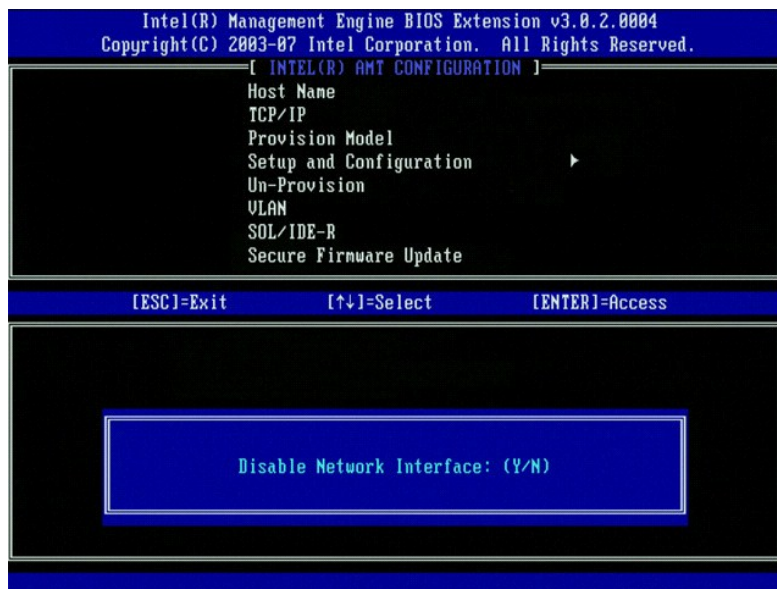 Intel(R) Management Engine BIOS Extension v3.0.2.0004
Copyright(C) 2003-07 Intel Corporation. All Rights Reserved.
[ INTEL(R) AMT CONFIGURATION ]
Host Name
TCP/IP
Provision Model
Setup and Configuration
Un-Provision
VLAN
SOL/IDE-R
Secure Firmware Update
[ESC]=Exit [↑↓]=Select [ENTER]=Access
Disable Network Interface: (Y/N)